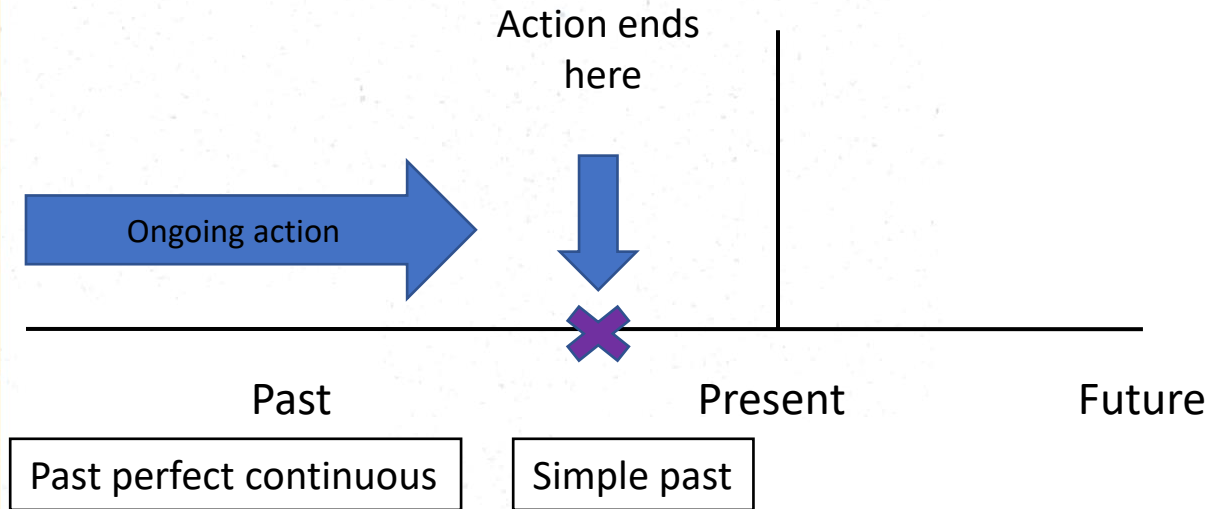 Action ends
here
Ongoing action
Past
Present
Future
Past perfect continuous
Simple past